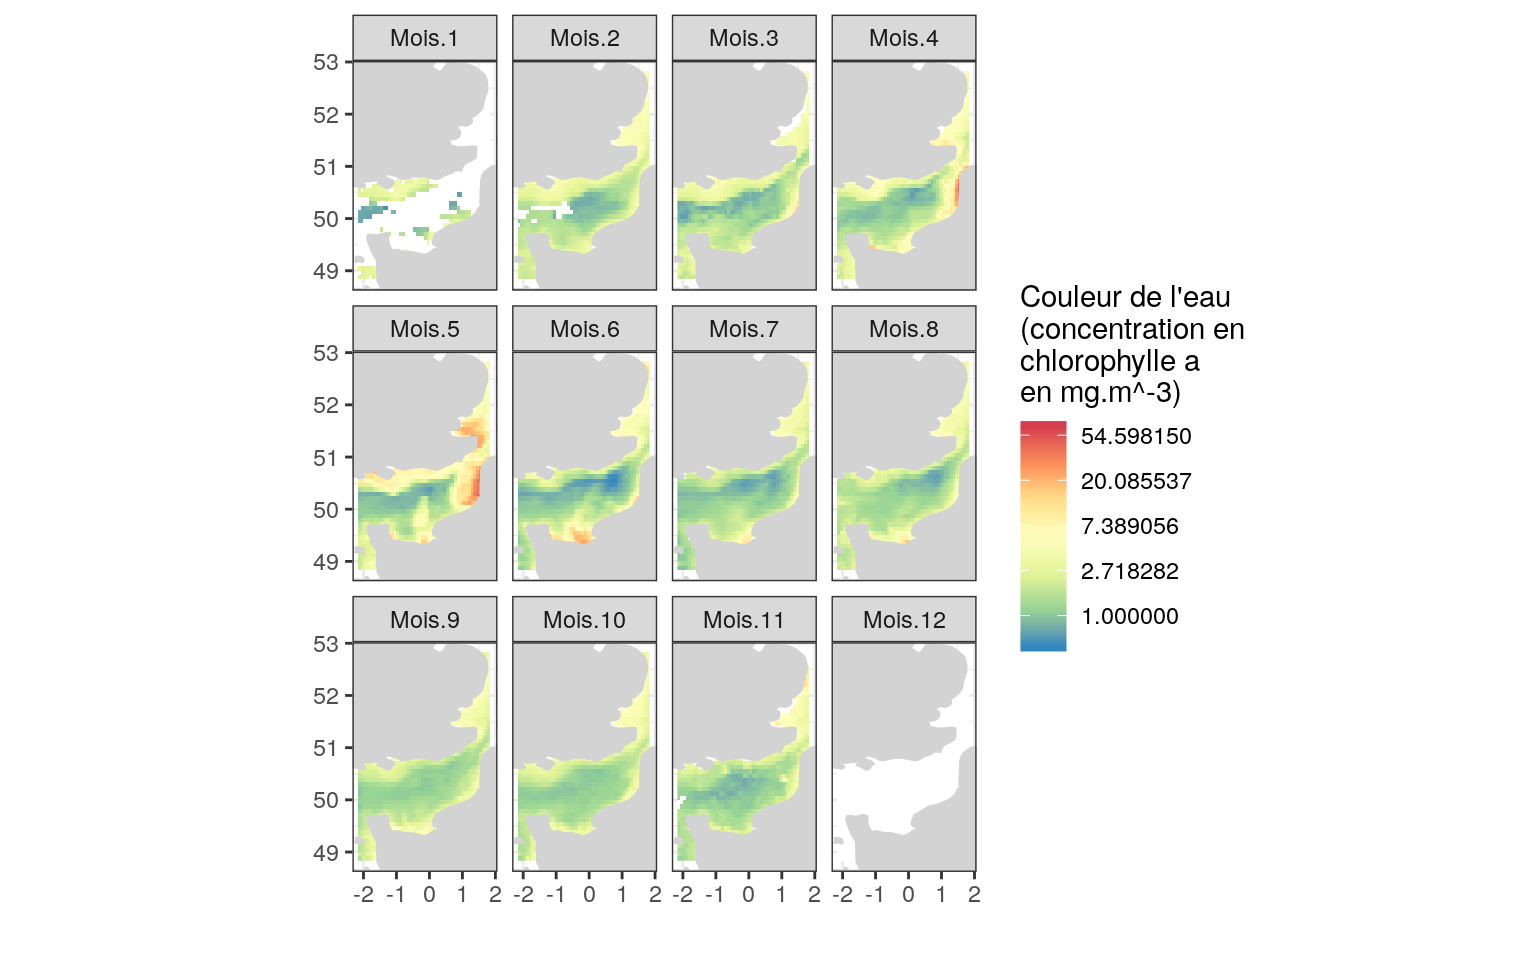 Mois.1 Mois.2 Mois.3 Mois.4
53
52
51
50
49
Mois.5 Mois.6 Mois.7 Mois.8
53
52
51
50
49
Mois.9 Mois.10 Mois.11 Mois.12
53
52
51
50
49
-2 -1 0 1 2 -2 -1 0 1 2 -2 -1 0 1 2 -2 -1 0 1 2
Couleur de l'eau
(concentration en
chlorophylle a
en mg.m^-3)
54.598150
20.085537
7.389056
2.718282
1.000000